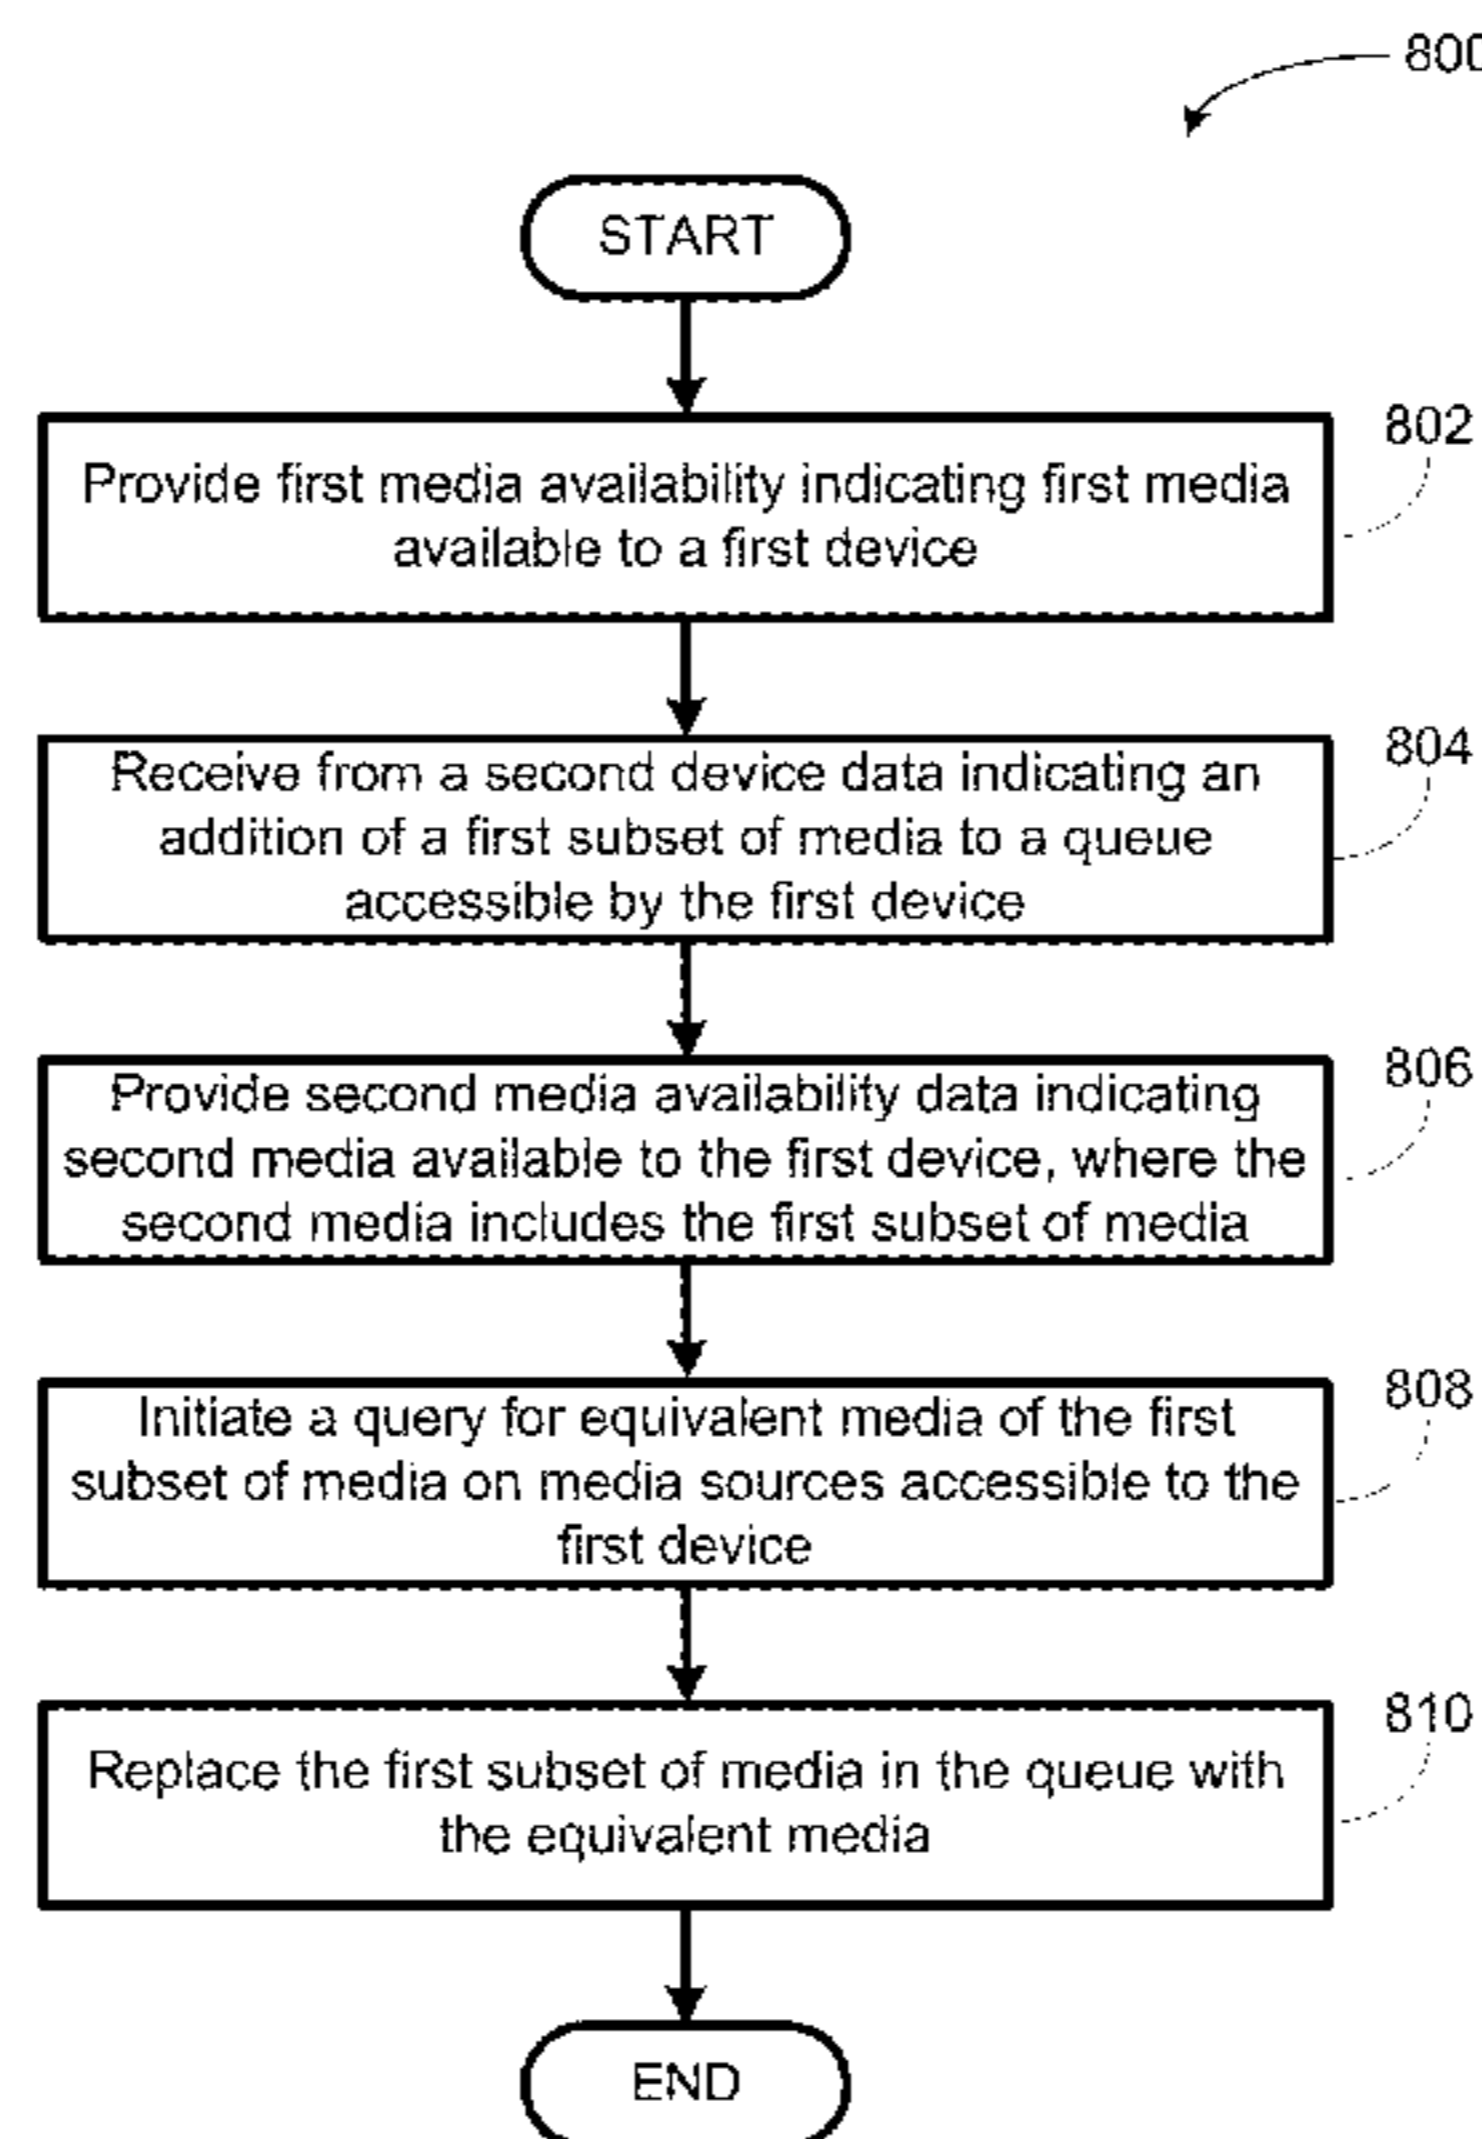 800
START
802
Provide first media availability indicating first media
available to a first device
804
Receive from a second device data indicating an
addition of a first subset of media to a queue
accessible by the first device
806
Provide second media availability data indicating
second media available to the first device, where the
second media includes the first subset of media
808
Initiate a query for equivalent media of the first
subset of media on media sources accessible to the
first device
810
Replace the first subset of media in the queue with
the equivalent media
END